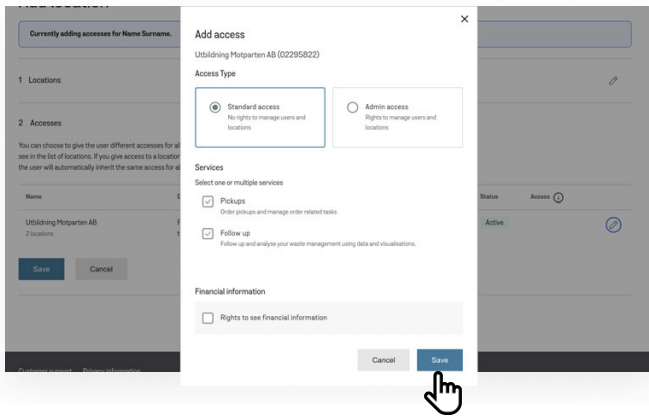 Add location
Currently adding accesses for Name Surname.
1 Locations
2 Accesses
You can choose to give the user different accesses for al
see in the list of locations. If you give access to a location
the user will automatically inherit the same access for al
Name
Status
Access
Utbildning Motparten AB
2 locations
Active
Save
Cancel
Customer support
Privacy information
Add access
Utbildning Motparten AB (02295822)
Access Type
Standard access
No rights to manage users and
locations
Admin access
Rights to manage users and
locations
Services
Select one or multiple services
Pickups
Order pickups and manage order related tasks
Follow up
Follow up and analyse your waste management using data and visualisations.
Financial information
Rights to see financial information
Cancel
Save